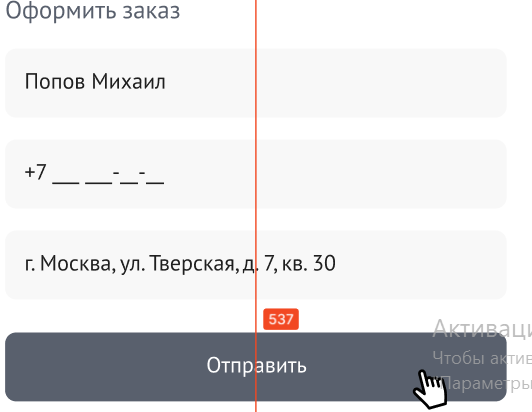 Оформить заказ
Попов Михаил
+7 ___ ___-__-__
г. Москва, ул. Тверская, д. 7, кв. 30
537
Активаци
Чтобы актив
Отправить
Параметры